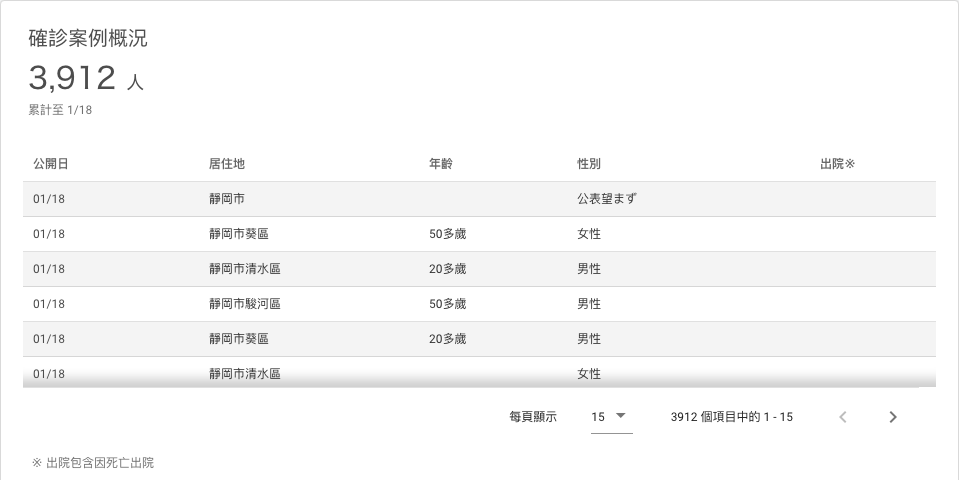 確診案例概況
3,912 人
累計至 1/18
公開日 居住地 年齡 性別 出院※
01/18 靜岡市 公表望まず
01/18 靜岡市葵區 50多歲 女性
01/18 靜岡市清水區 20多歲 男性
01/18 靜岡市駿河區 50多歲 男性
01/18 靜岡市葵區 20多歲 男性
01/18 靜岡市清水區 女性
每頁顯示 15 3912 個項目中的 1 - 15
※ 出院包含因死亡出院